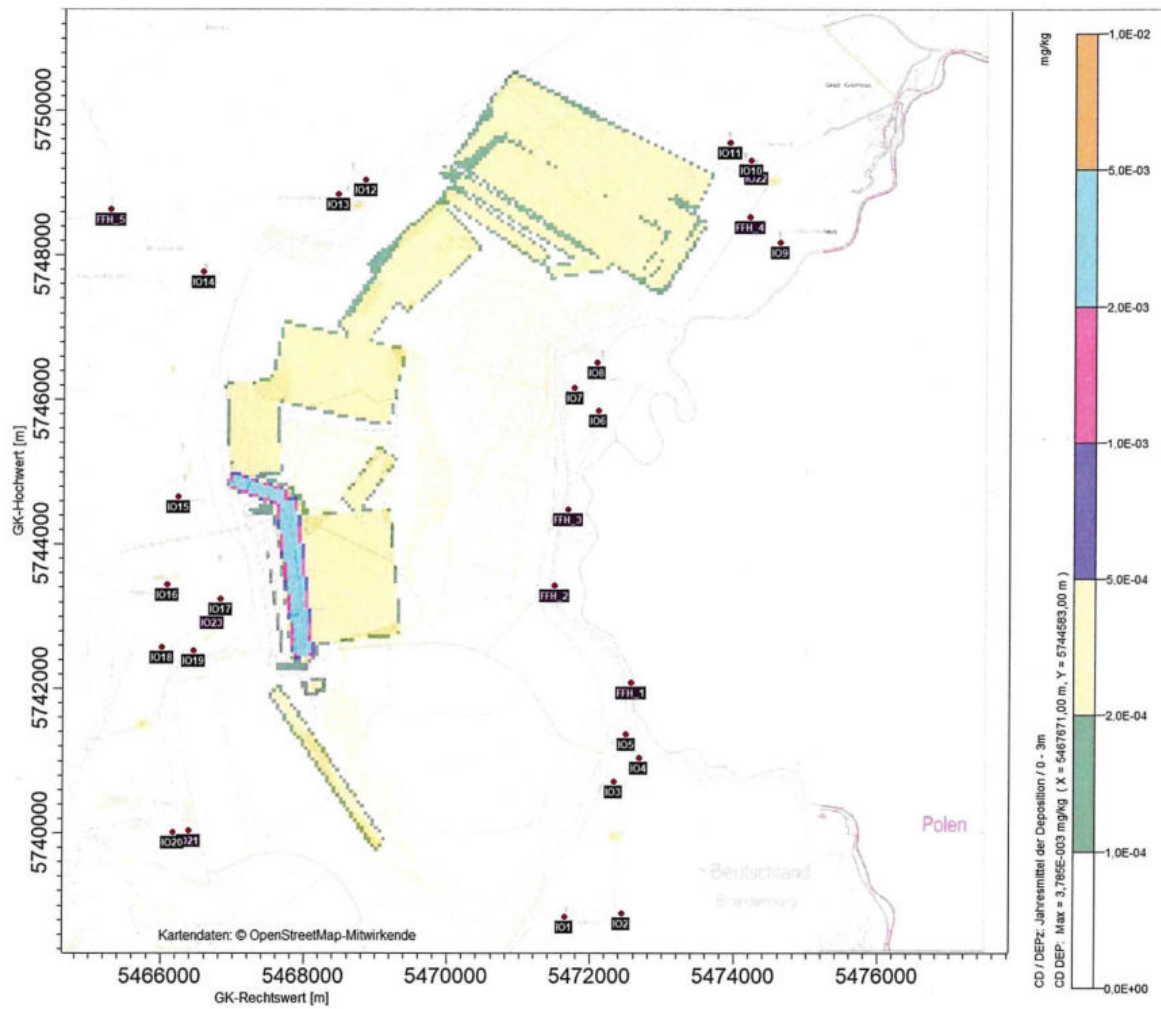 mg/kg
1,0E-02
5,0E-03
2,0E-03
1,0E-03
5,0E-04
2,0E-04
1,0E-04
0,0E+00
CD / DEPz: Jahresmittel der Deposition / 0 - 3m
CD DEP: Max = 3,785E-003 mg/kg ( X = 5467671,00 m, Y = 5744583,00 m )
GK-Hochwert [m]
5750000
5748000
5746000
5744000
5742000
5740000
IO11
IO10
IO22
IO12
IO13
FFH_5
FFH_4
IO9
IO14
IO8
IO7
IO6
IO15
FFH_3
IO16
FFH_2
IO17
IO23
IO18
IO19
FFH_1
IO5
IO4
IO3
IO20
IO21
Polen
Deutschland
Brandenburg
IO1
IO2
Kartendaten: © OpenStreetMap-Mitwirkende
5466000
5468000
5470000
5472000
5474000
5476000
GK-Rechtswert [m]